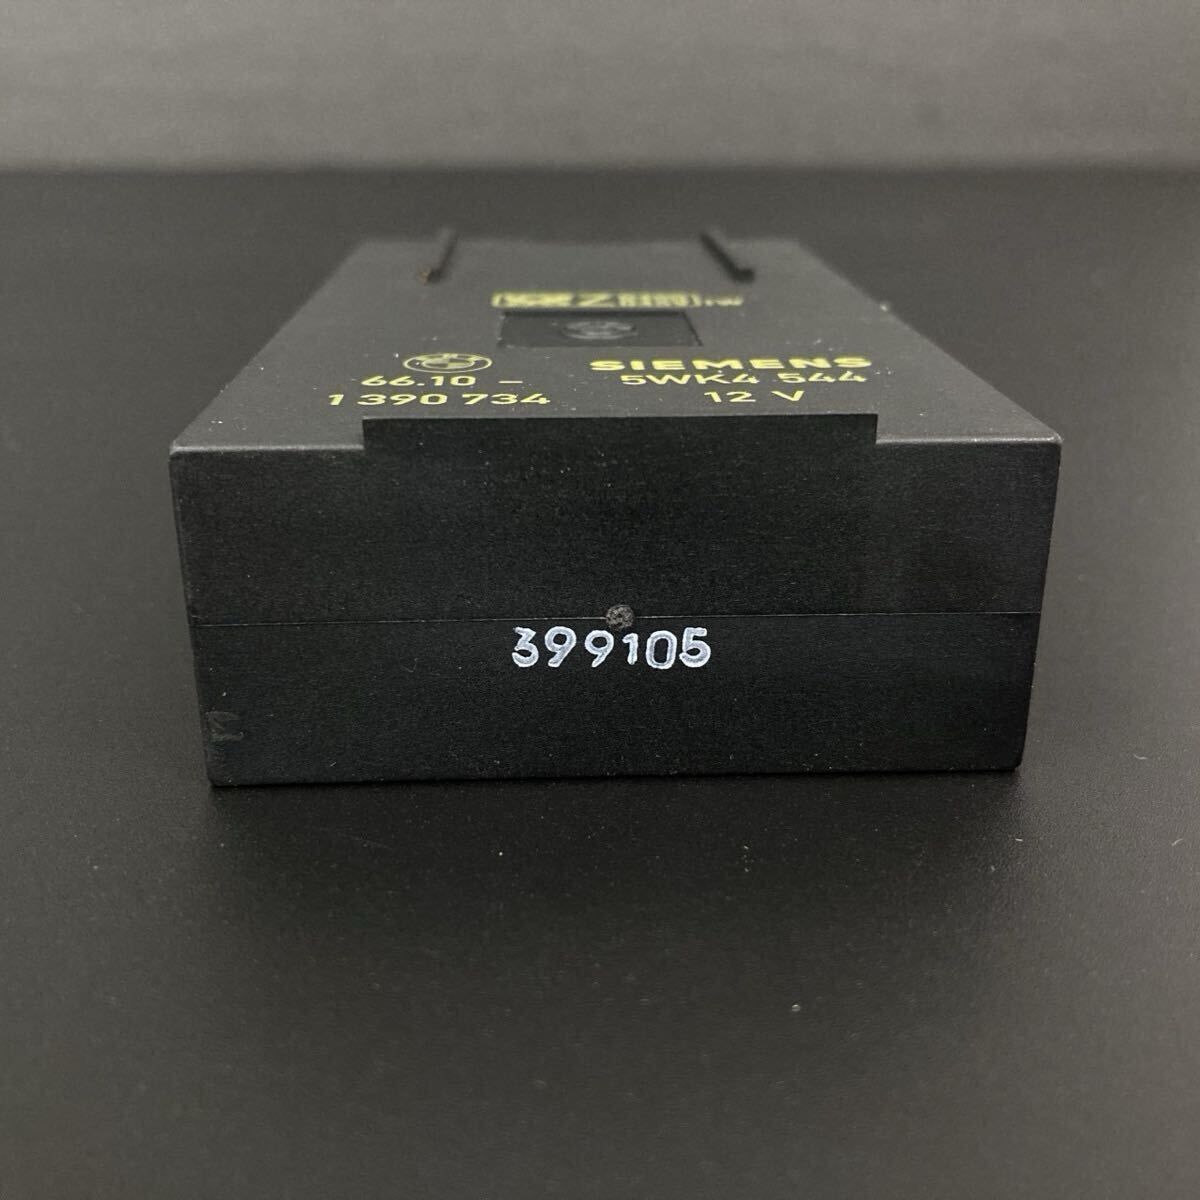 SIEMENS
66.10 – 5WK4 544
1 390 734 12 V
399105